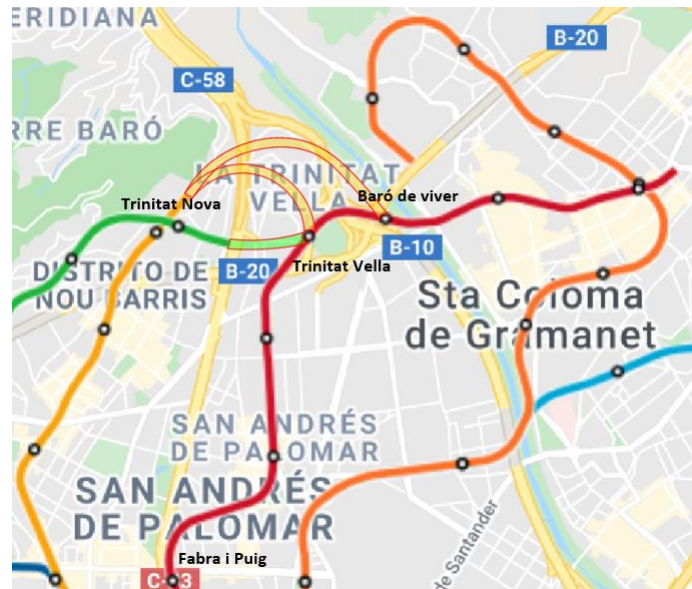 ERIDIANA
C-58
B-20
RRE BARÓ
LA TRINITAT
VELLA
Trinitat Nova
Baró de viver
B-10
Trinitat Vella
B-20
DISTRITO DE
NOU BARRIS
Sta Coloma
de Gramanet
SAN ANDRÉS
DE PALOMAR
SAN ANDRÉS
DE PALOMAR
de Santander
Fabra i Puig